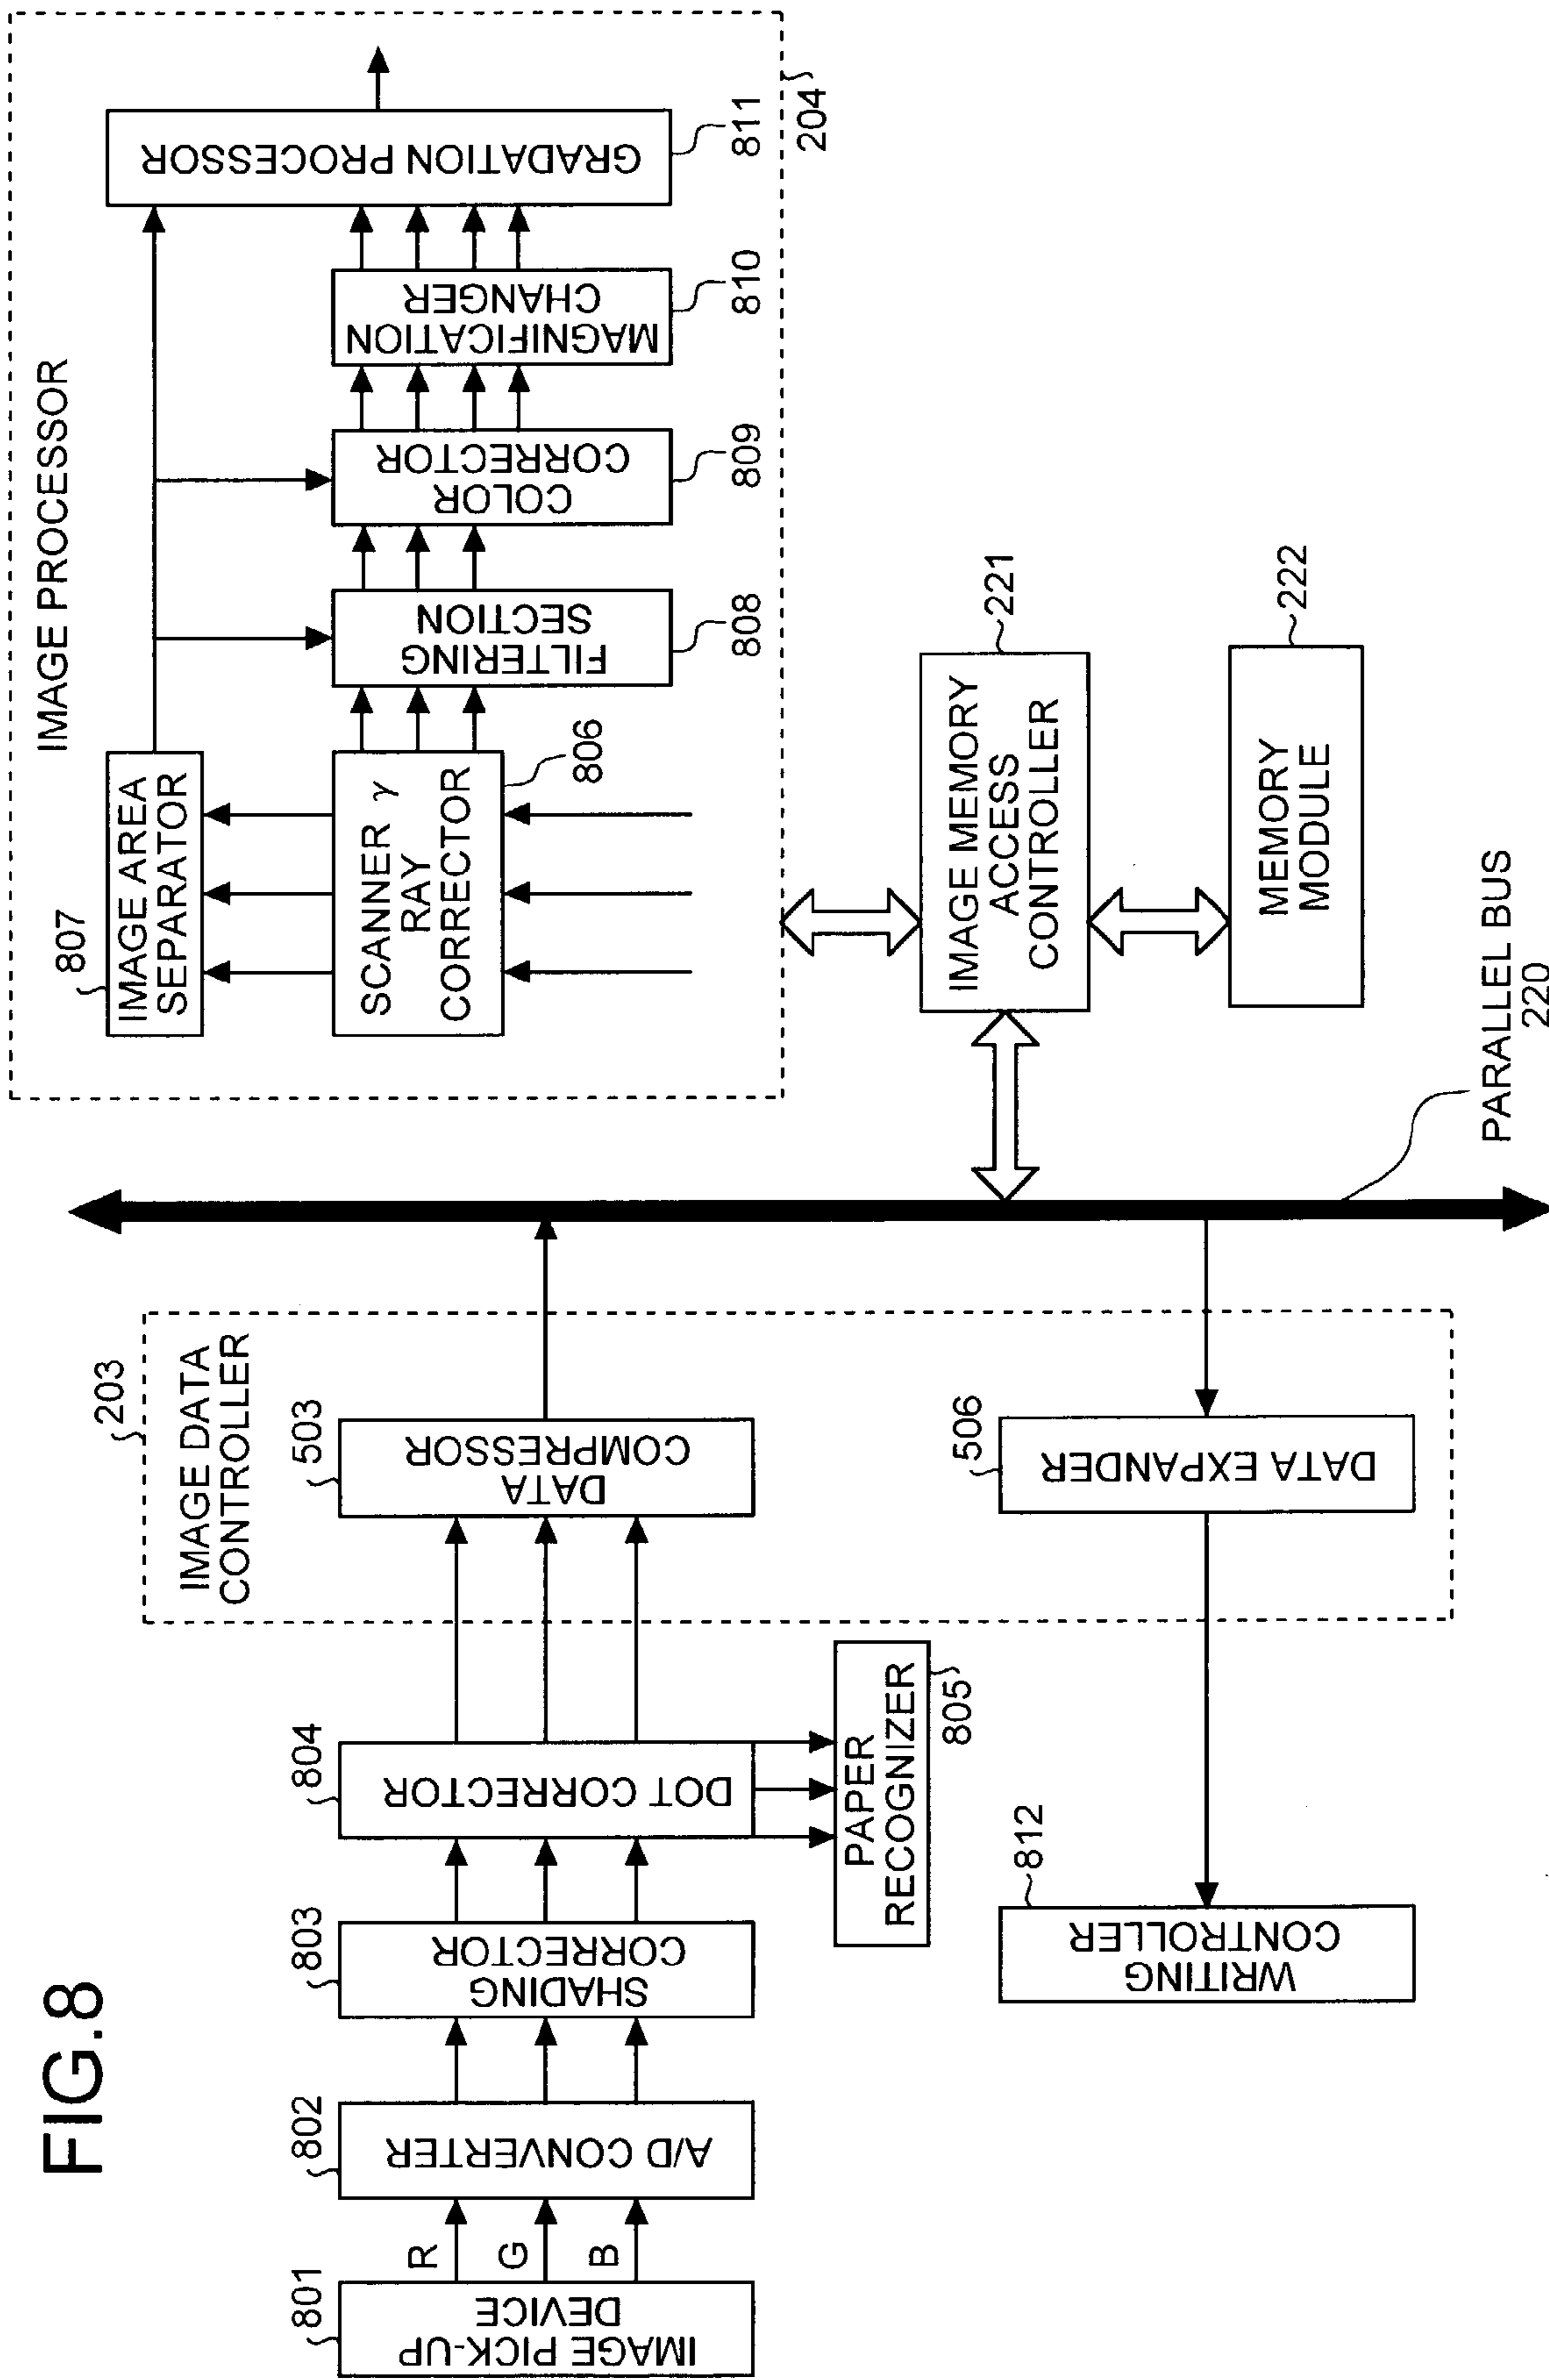 FIG.8
801
IMAGE PICK-UP
DEVICE
R
G
B
802
A/D CONVERTER
803
SHADING
CORRECTOR
804
DOT CORRECTOR
PAPER
RECOGNIZER
805
203
IMAGE DATA
CONTROLLER
503
DATA
COMPRESSOR
506
DATA EXPANDER
812
WRITING
CONTROLLER
PARALLEL BUS
220
IMAGE PROCESSOR
807
IMAGE AREA
SEPARATOR
SCANNER γ
RAY
CORRECTOR
806
FILTERING
SECTION
808
COLOR
CORRECTOR
809
MAGNIFICATION
CHANGER
810
GRADATION PROCESSOR
811
204
IMAGE MEMORY
ACCESS
CONTROLLER
221
MEMORY
MODULE
222